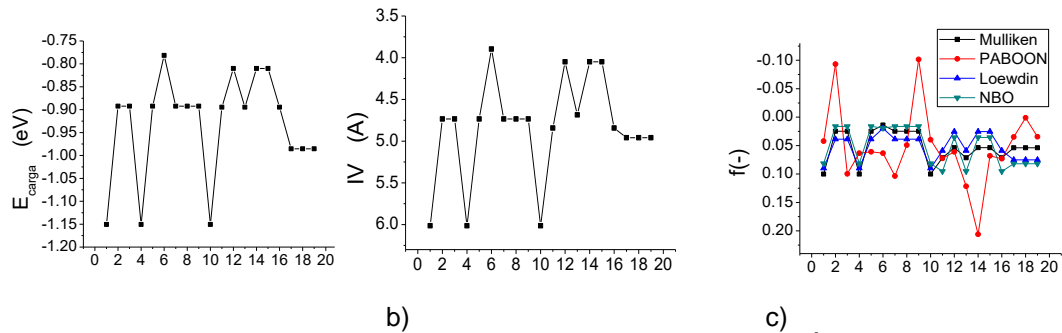 E carga (eV)
-0.75
-0.80
-0.85
-0.90
-0.95
-1.00
-1.05
-1.10
-1.15
-1.20
0 2 4 6 8 10 12 14 16 18 20
IV (A)
3.5
4.0
4.5
5.0
5.5
6.0
0 2 4 6 8 10 12 14 16 18 20
b)
f(-)
-0.10
-0.05
0.00
0.05
0.10
0.15
0.20
Mulliken
PABOON
Loewdin
NBO
0 2 4 6 8 10 12 14 16 18 20
c)